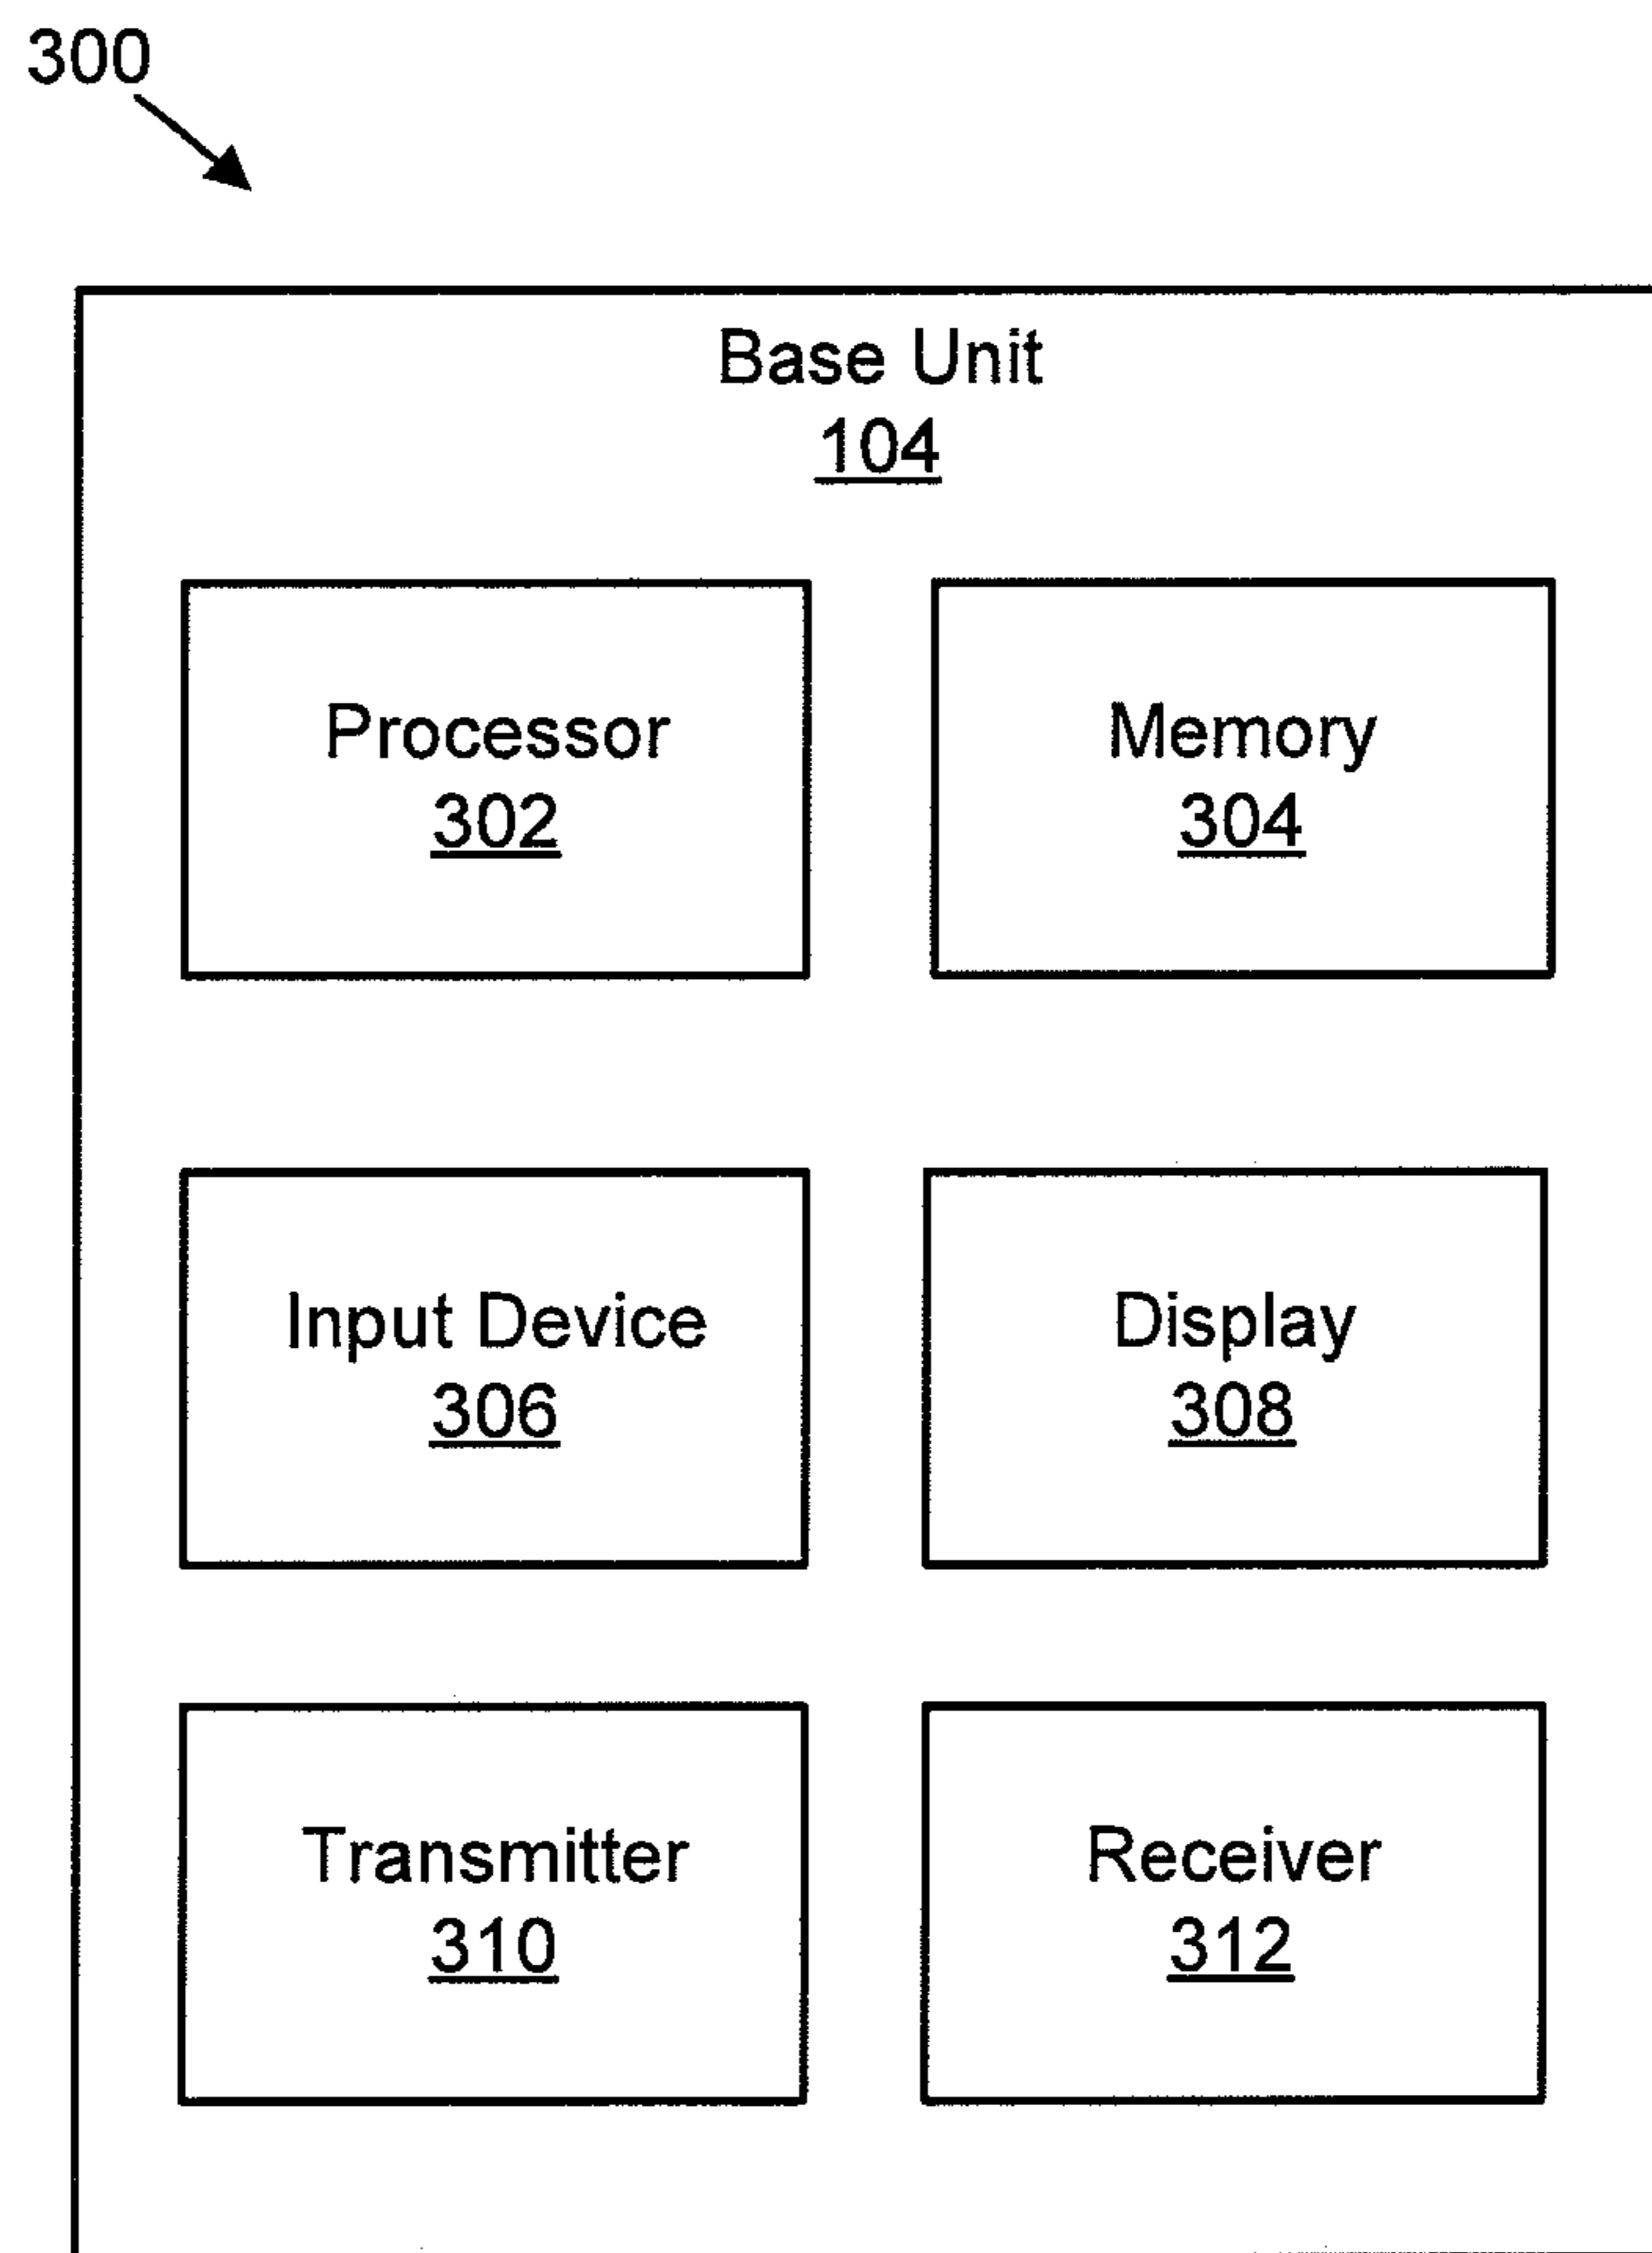 300
Base Unit
104
Processor
302
Memory
304
Input Device
306
Display
308
Transmitter
310
Receiver
312